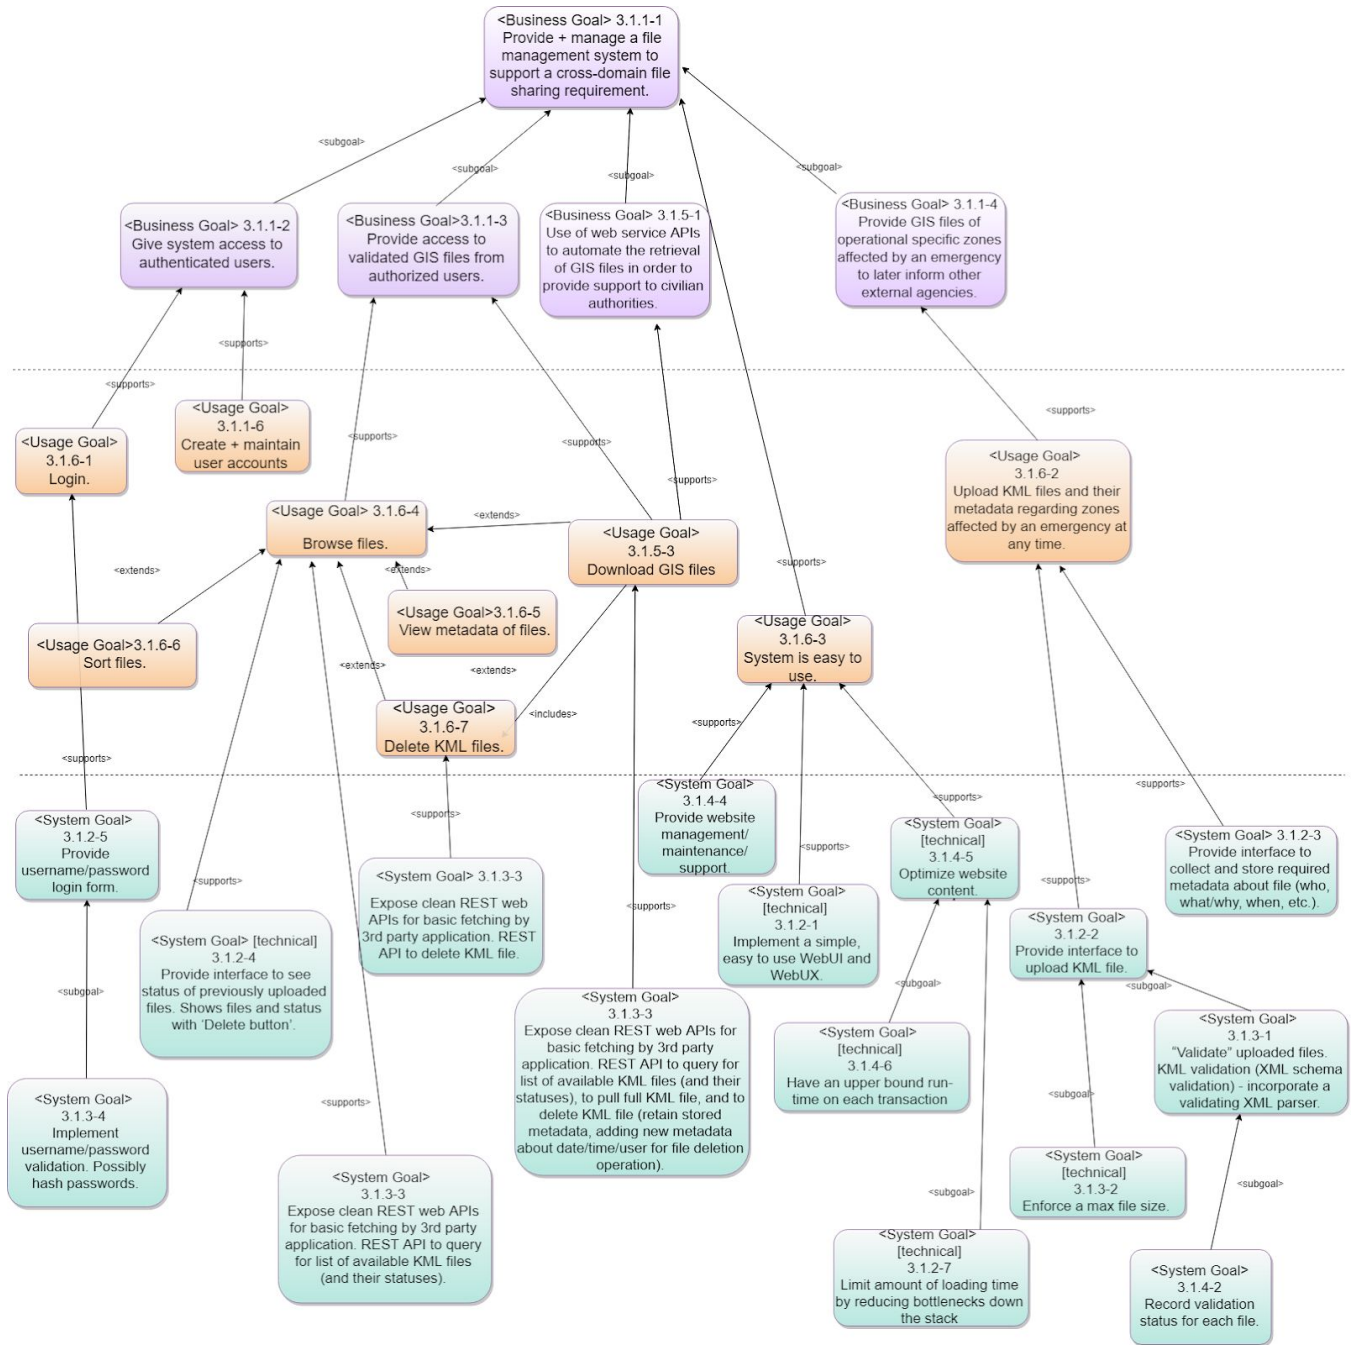 <Business Goal> 3.1.1-1
Provide + manage a file
management system to
support a cross-domain file
sharing requirement.
<subgoal>
<subgoal>
<subgoal>
<subgoal>
<Business Goal> 3.1.1-2
Give system access to
authenticated users.
<Business Goal>3.1.1-3
Provide access to
validated GIS files from
authorized users.
<Business Goal> 3.1.5-1
Use of web service APIs
to automate the retrieval
of GIS files in order to
provide support to civilian
authorities.
<Business Goal> 3.1.1-4
Provide GIS files of
operational specific zones
affected by an emergency
to later inform other
external agencies.
<supports>
<supports>
<supports>
<supports>
<supports>
<supports>
<supports>
<Usage Goal>
3.1.6-1
Login.
<Usage Goal>
3.1.1-6
Create + maintain
user accounts
<Usage Goal> 3.1.6-4
Browse files.
<extends>
<Usage Goal>
3.1.5-3
Download GIS files
<Usage Goal>
3.1.6-2
Upload KML files and their
metadata regarding zones
affected by an emergency at
any time.
<extends>
<extends>
<Usage Goal>3.1.6-5
View metadata of files.
<Usage Goal>3.1.6-6
Sort files.
<Usage Goal>
3.1.6-3
System is easy to
use.
<extends>
<extends>
<includes>
<Usage Goal>
3.1.6-7
Delete KML files.
<supports>
<supports>
<supports>
<supports>
<supports>
<supports>
<supports>
<supports>
<supports>
<supports>
<supports>
<System Goal>
3.1.2-5
Provide
username/password
login form.
<System Goal>
3.1.4-4
Provide website
management/
maintenance/
support.
<System Goal>
[technical]
3.1.4-5
Optimize website
content.
<System Goal> 3.1.2-3
Provide interface to
collect and store required
metadata about file (who,
what/why, when, etc.).
<System Goal> 3.1.3-3
Expose clean REST web
APIs for basic fetching by
3rd party application. REST
API to delete KML file.
<System Goal>
[technical]
3.1.2-1
Implement a simple,
easy to use WebUI and
WebUX.
<System Goal> [technical]
3.1.2-4
Provide interface to see
status of previously uploaded
files. Shows files and status
with ‘Delete button’.
<System Goal>
3.1.2-2
Provide interface to
upload KML file.
<subgoal>
<subgoal>
<subgoal>
<System Goal>
3.1.3-3
Expose clean REST web APIs for
basic fetching by 3rd party
application. REST API to query for
list of available KML files (and their
statuses), to pull full KML file, and to
delete KML file (retain stored
metadata, adding new metadata
about date/time/user for file deletion
operation).
<System Goal>
[technical]
3.1.4-6
Have an upper bound run-
time on each transaction
<System Goal>
3.1.3-1
“Validate” uploaded files.
KML validation (XML schema
validation) - incorporate a
validating XML parser.
<System Goal>
3.1.3-4
Implement
username/password
validation. Possibly
hash passwords.
<subgoal>
<System Goal>
[technical]
3.1.3-2
Enforce a max file size.
<subgoal>
<subgoal>
<System Goal>
3.1.3-3
Expose clean REST web APIs
for basic fetching by 3rd party
application. REST API to query
for list of available KML files
(and their statuses).
<System Goal>
[technical]
3.1.2-7
Limit amount of loading time
by reducing bottlenecks down
the stack
<System Goal>
3.1.4-2
Record validation
status for each file.